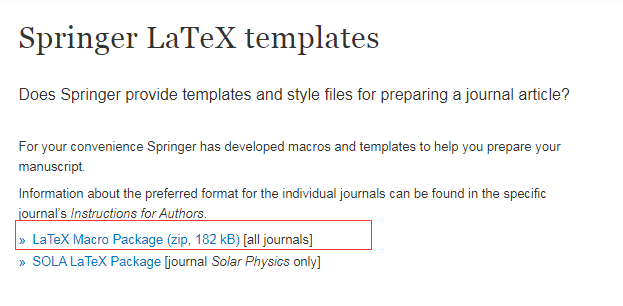 Springer LaTeX templates
Does Springer provide templates and style files for preparing a journal article?
For your convenience Springer has developed macros and templates to help you prepare your
manuscript.
Information about the preferred format for the individual journals can be found in the specific
journal's Instructions for Authors.
» LaTeX Macro Package (zip, 182 kB) [all journals]
» SOLA LaTeX Package [journal Solar Physics only]